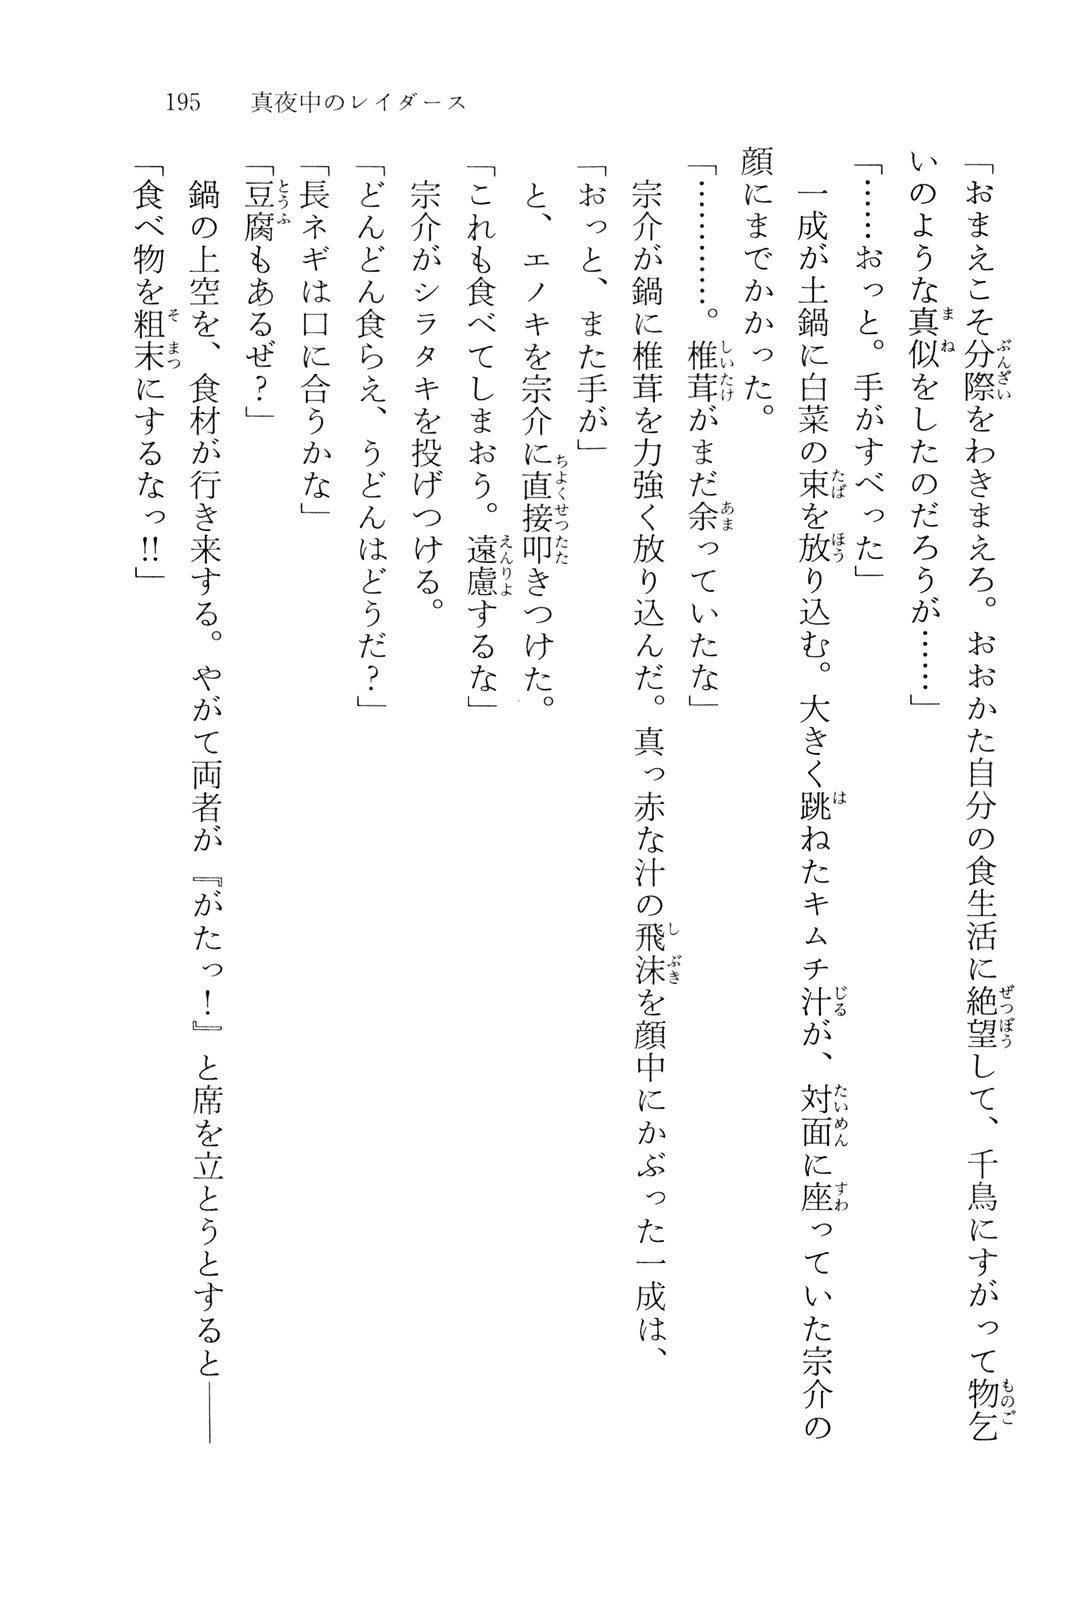 195　真夜中のレイダース
「おまえこそ分際をわきまえろ。おおかた自分の食生活に絶望して、千鳥にすがって物乞
いのような真似をしたのだろうが……」
「……おっと。手がすべった」
　一成が土鍋に白菜の束を放り込む。大きく跳ねたキムチ汁が、対面に座っていた宗介の
顔にまでかかった。
「…………。椎茸がまだ余っていたな」
　宗介が鍋に椎茸を力強く放り込んだ。真っ赤な汁の飛沫を顔中にかぶった一成は、
「おっと、また手が」
　と、エノキを宗介に直接叩きつけた。
「これも食べてしまおう。遠慮するな」
　宗介がシラタキを投げつける。
「どんどん食らえ、うどんはどうだ？」
「長ネギは口に合うかな」
「豆腐もあるぜ？」
　鍋の上空を、食材が行き来する。やがて両者が『がたっ！』と席を立とうとすると――
「食べ物を粗末にするなっ!!」